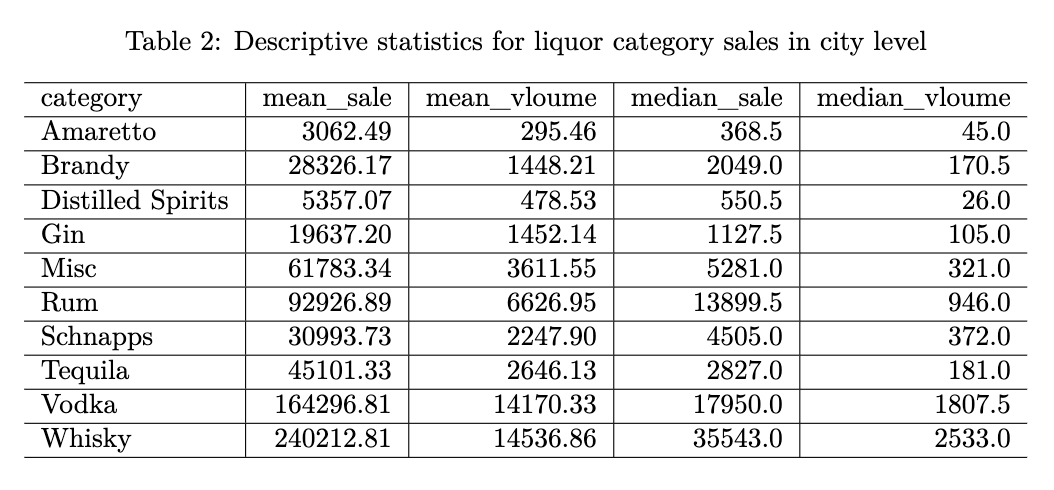 Table 2: Descriptive statistics for liquor category sales in city level
category mean_sale mean_vloume median_sale median_vloume
Amaretto 3062.49 295.46 368.5 45.0
Brandy 28326.17 1448.21 2049.0 170.5
Distilled Spirits 5357.07 478.53 550.5 26.0
Gin 19637.20 1452.14 1127.5 105.0
Misc 61783.34 3611.55 5281.0 321.0
Rum 92926.89 6626.95 13899.5 946.0
Schnapps 30993.73 2247.90 4505.0 372.0
Tequila 45101.33 2646.13 2827.0 181.0
Vodka 164296.81 14170.33 17950.0 1807.5
Whisky 240212.81 14536.86 35543.0 2533.0